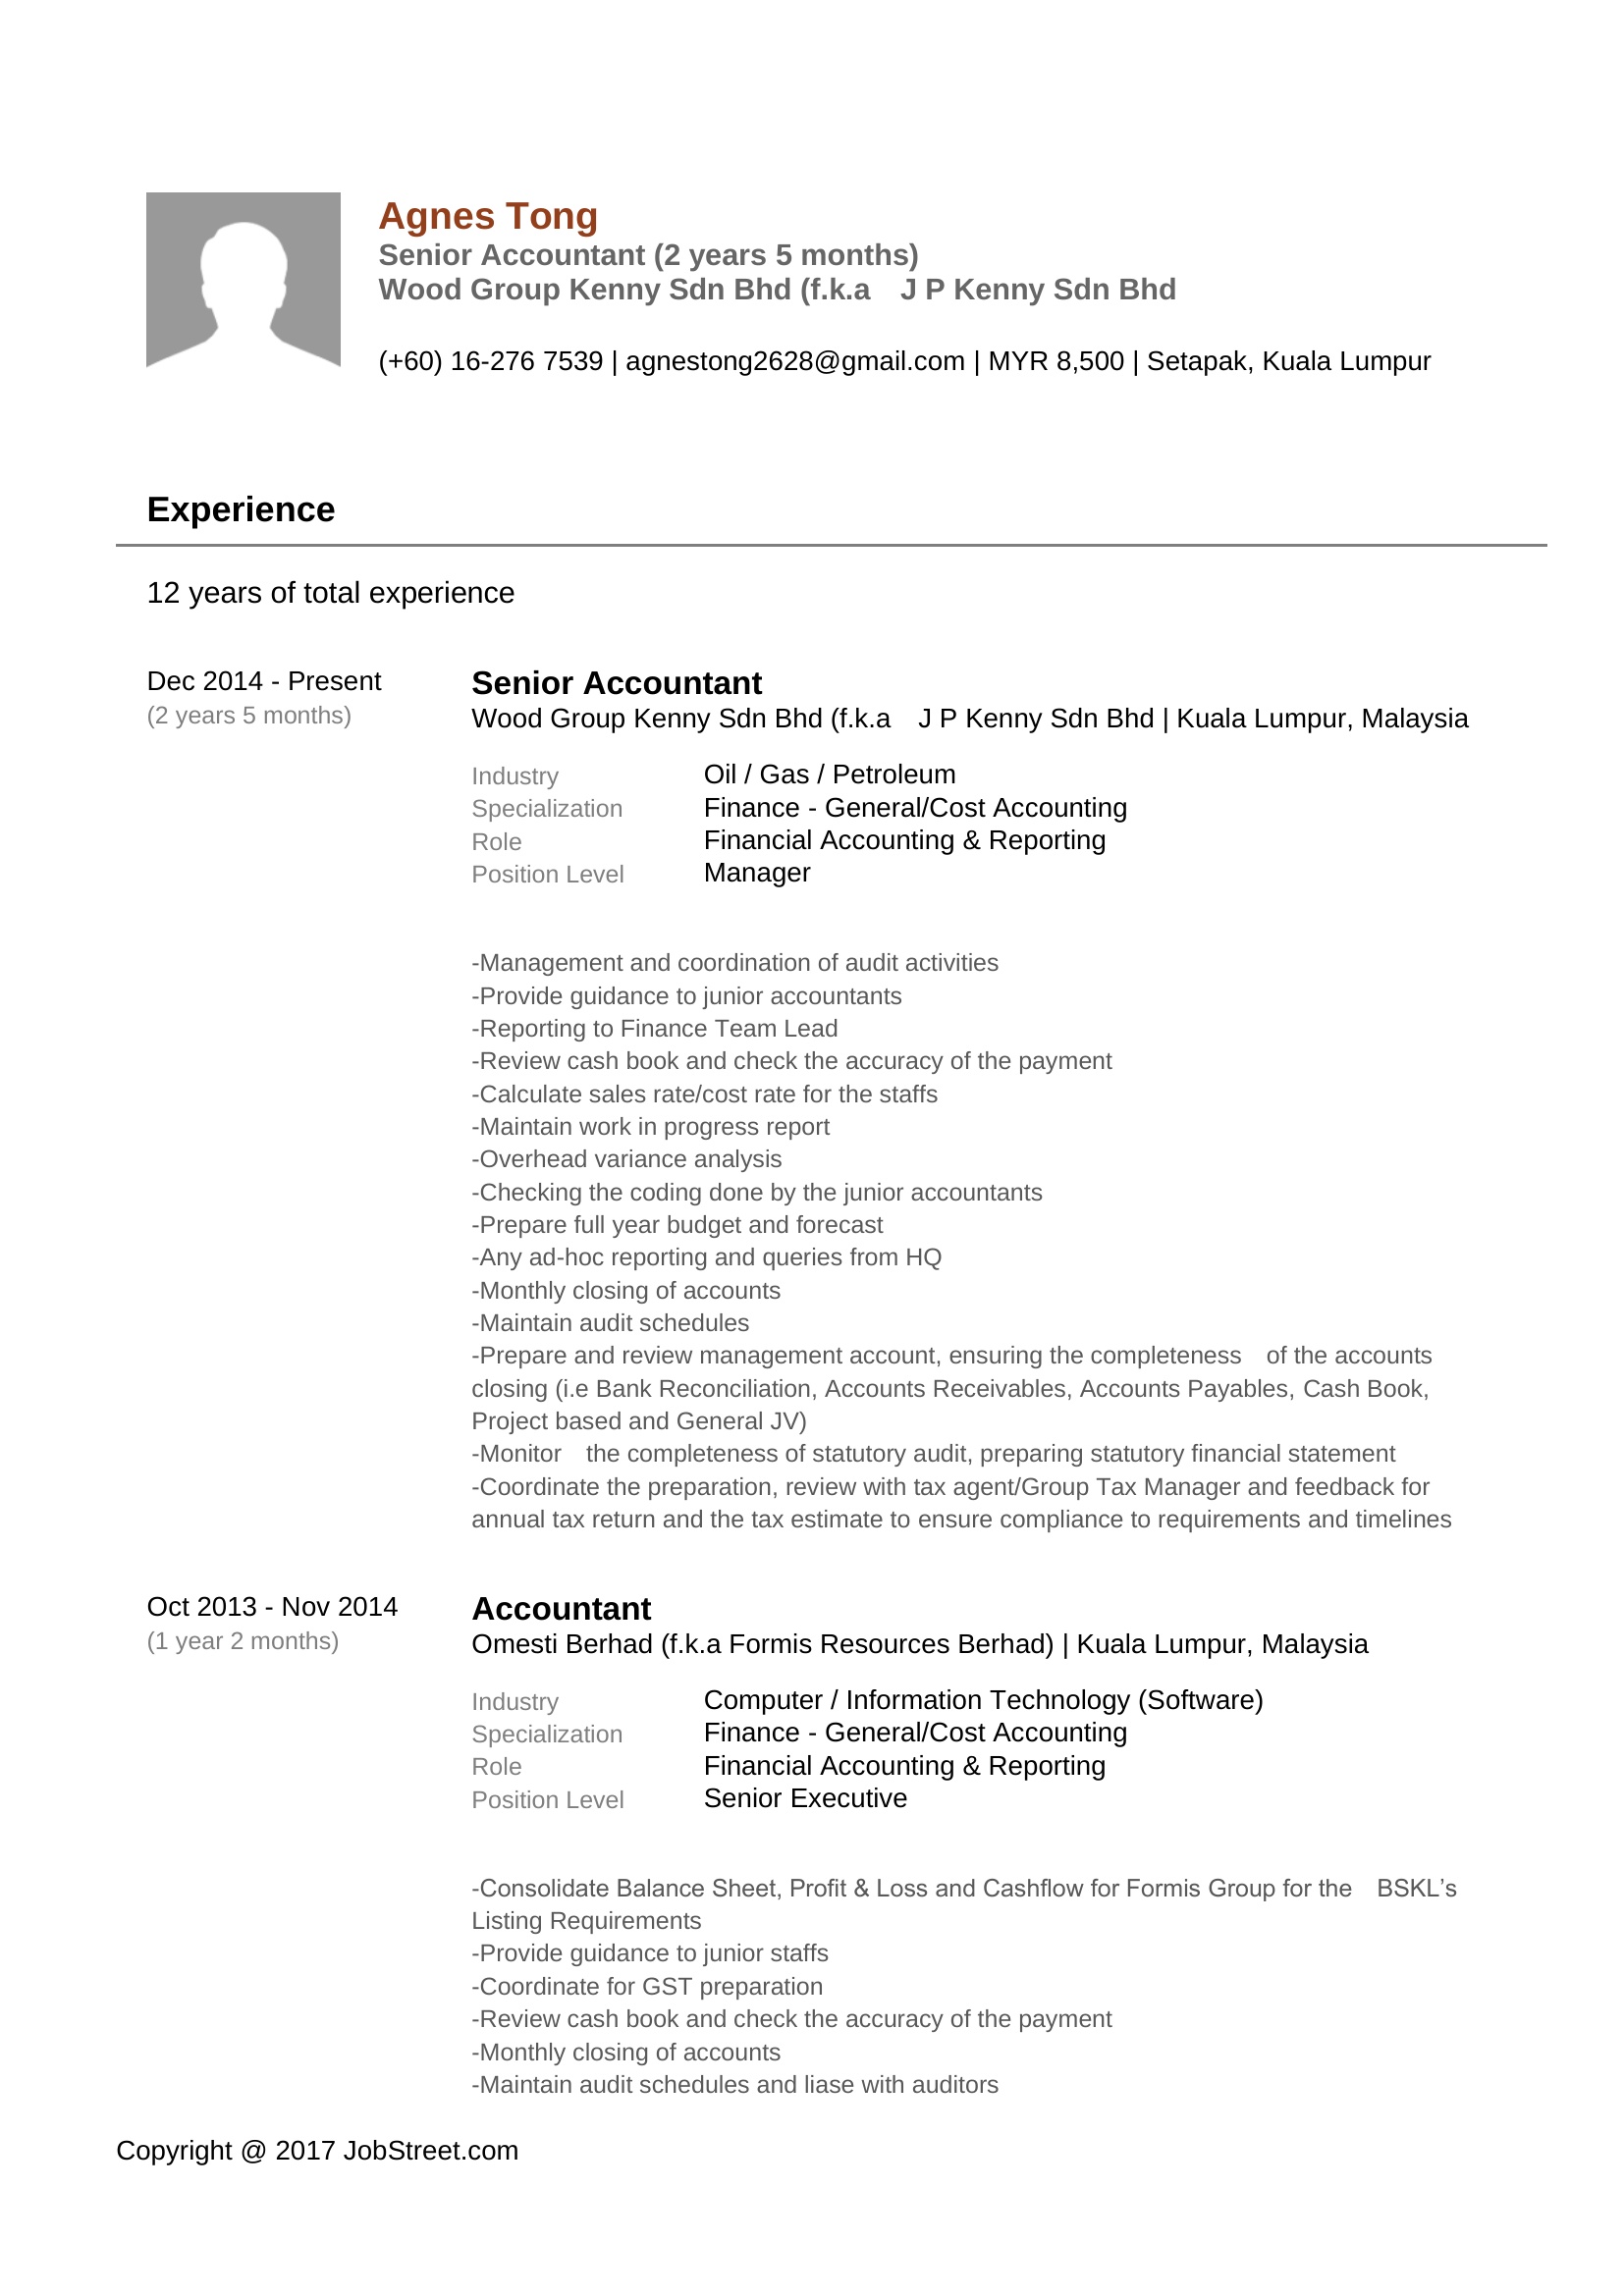 Agnes Tong
Senior Accountant (2 years 5 months)
Wood Group Kenny Sdn Bhd (f.k.a J P Kenny Sdn Bhd
(+60) 16-276 7539 | agnestong2628@gmail.com | MYR 8,500 | Setapak, Kuala Lumpur
Experience
12 years of total experience
Dec 2014 - Present
(2 years 5 months)
Senior Accountant
Wood Group Kenny Sdn Bhd (f.k.a J P Kenny Sdn Bhd | Kuala Lumpur, Malaysia
Industry Oil / Gas / Petroleum
Specialization Finance - General/Cost Accounting
Role Financial Accounting & Reporting
Position Level Manager
-Management and coordination of audit activities
-Provide guidance to junior accountants
-Reporting to Finance Team Lead
-Review cash book and check the accuracy of the payment
-Calculate sales rate/cost rate for the staffs
-Maintain work in progress report
-Overhead variance analysis
-Checking the coding done by the junior accountants
-Prepare full year budget and forecast
-Any ad-hoc reporting and queries from HQ
-Monthly closing of accounts
-Maintain audit schedules
-Prepare and review management account, ensuring the completeness of the accounts
closing (i.e Bank Reconciliation, Accounts Receivables, Accounts Payables, Cash Book,
Project based and General JV)
-Monitor the completeness of statutory audit, preparing statutory financial statement
-Coordinate the preparation, review with tax agent/Group Tax Manager and feedback for
annual tax return and the tax estimate to ensure compliance to requirements and timelines
Oct 2013 - Nov 2014
(1 year 2 months)
Accountant
Omesti Berhad (f.k.a Formis Resources Berhad) | Kuala Lumpur, Malaysia
Industry Computer / Information Technology (Software)
Specialization Finance - General/Cost Accounting
Role Financial Accounting & Reporting
Position Level Senior Executive
-Consolidate Balance Sheet, Profit & Loss and Cashflow for Formis Group for the BSKL’s
Listing Requirements
-Provide guidance to junior staffs
-Coordinate for GST preparation
-Review cash book and check the accuracy of the payment
-Monthly closing of accounts
-Maintain audit schedules and liase with auditors
Copyright @ 2017 JobStreet.com